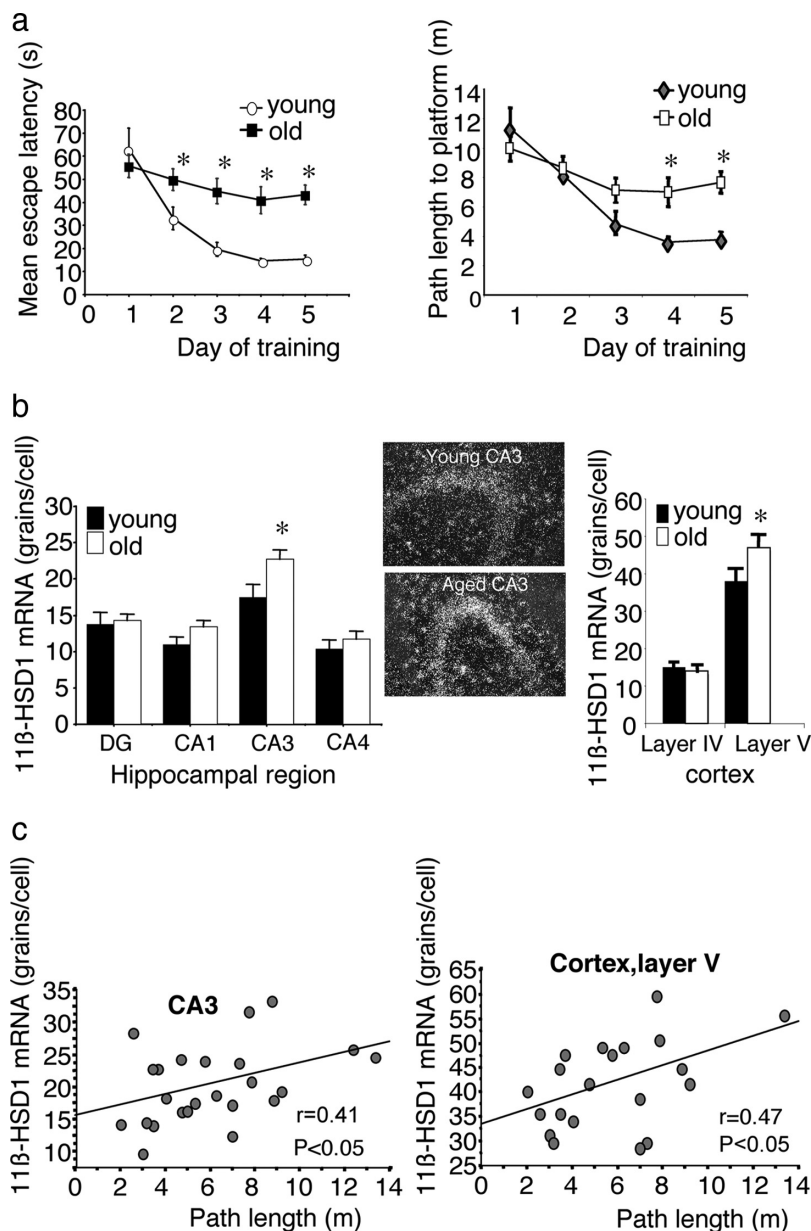 a
Mean escape latency (s)
80
70
60
50
40
30
20
10
0
young
old
* * * *
0 1 2 3 4 5
Day of training
Path length to platform (m)
14
12
10
8
6
4
2
0
young
old
* *
1 2 3 4 5
Day of training
b
11ß-HSD1 mRNA (grains/cell)
30
25
20
15
10
5
0
young
old
*
DG CA1 CA3 CA4
Hippocampal region
Young CA3
Aged CA3
11ß-HSD1 mRNA (grains/cell)
60
50
40
30
20
10
0
young
old
*
Layer IV Layer V
cortex
c
11ß-HSD1 mRNA (grains/cell)
35
25
20
15
10
CA3
r=0.41
P<0.05
0 2 4 6 8 10 12 14
Path length (m)
11ß-HSD1 mRNA (grains/cell)
65
60
55
50
45
40
35
30
25
Cortex,layer V
r=0.47
P<0.05
0 2 4 6 8 10 12 14
Path length (m)